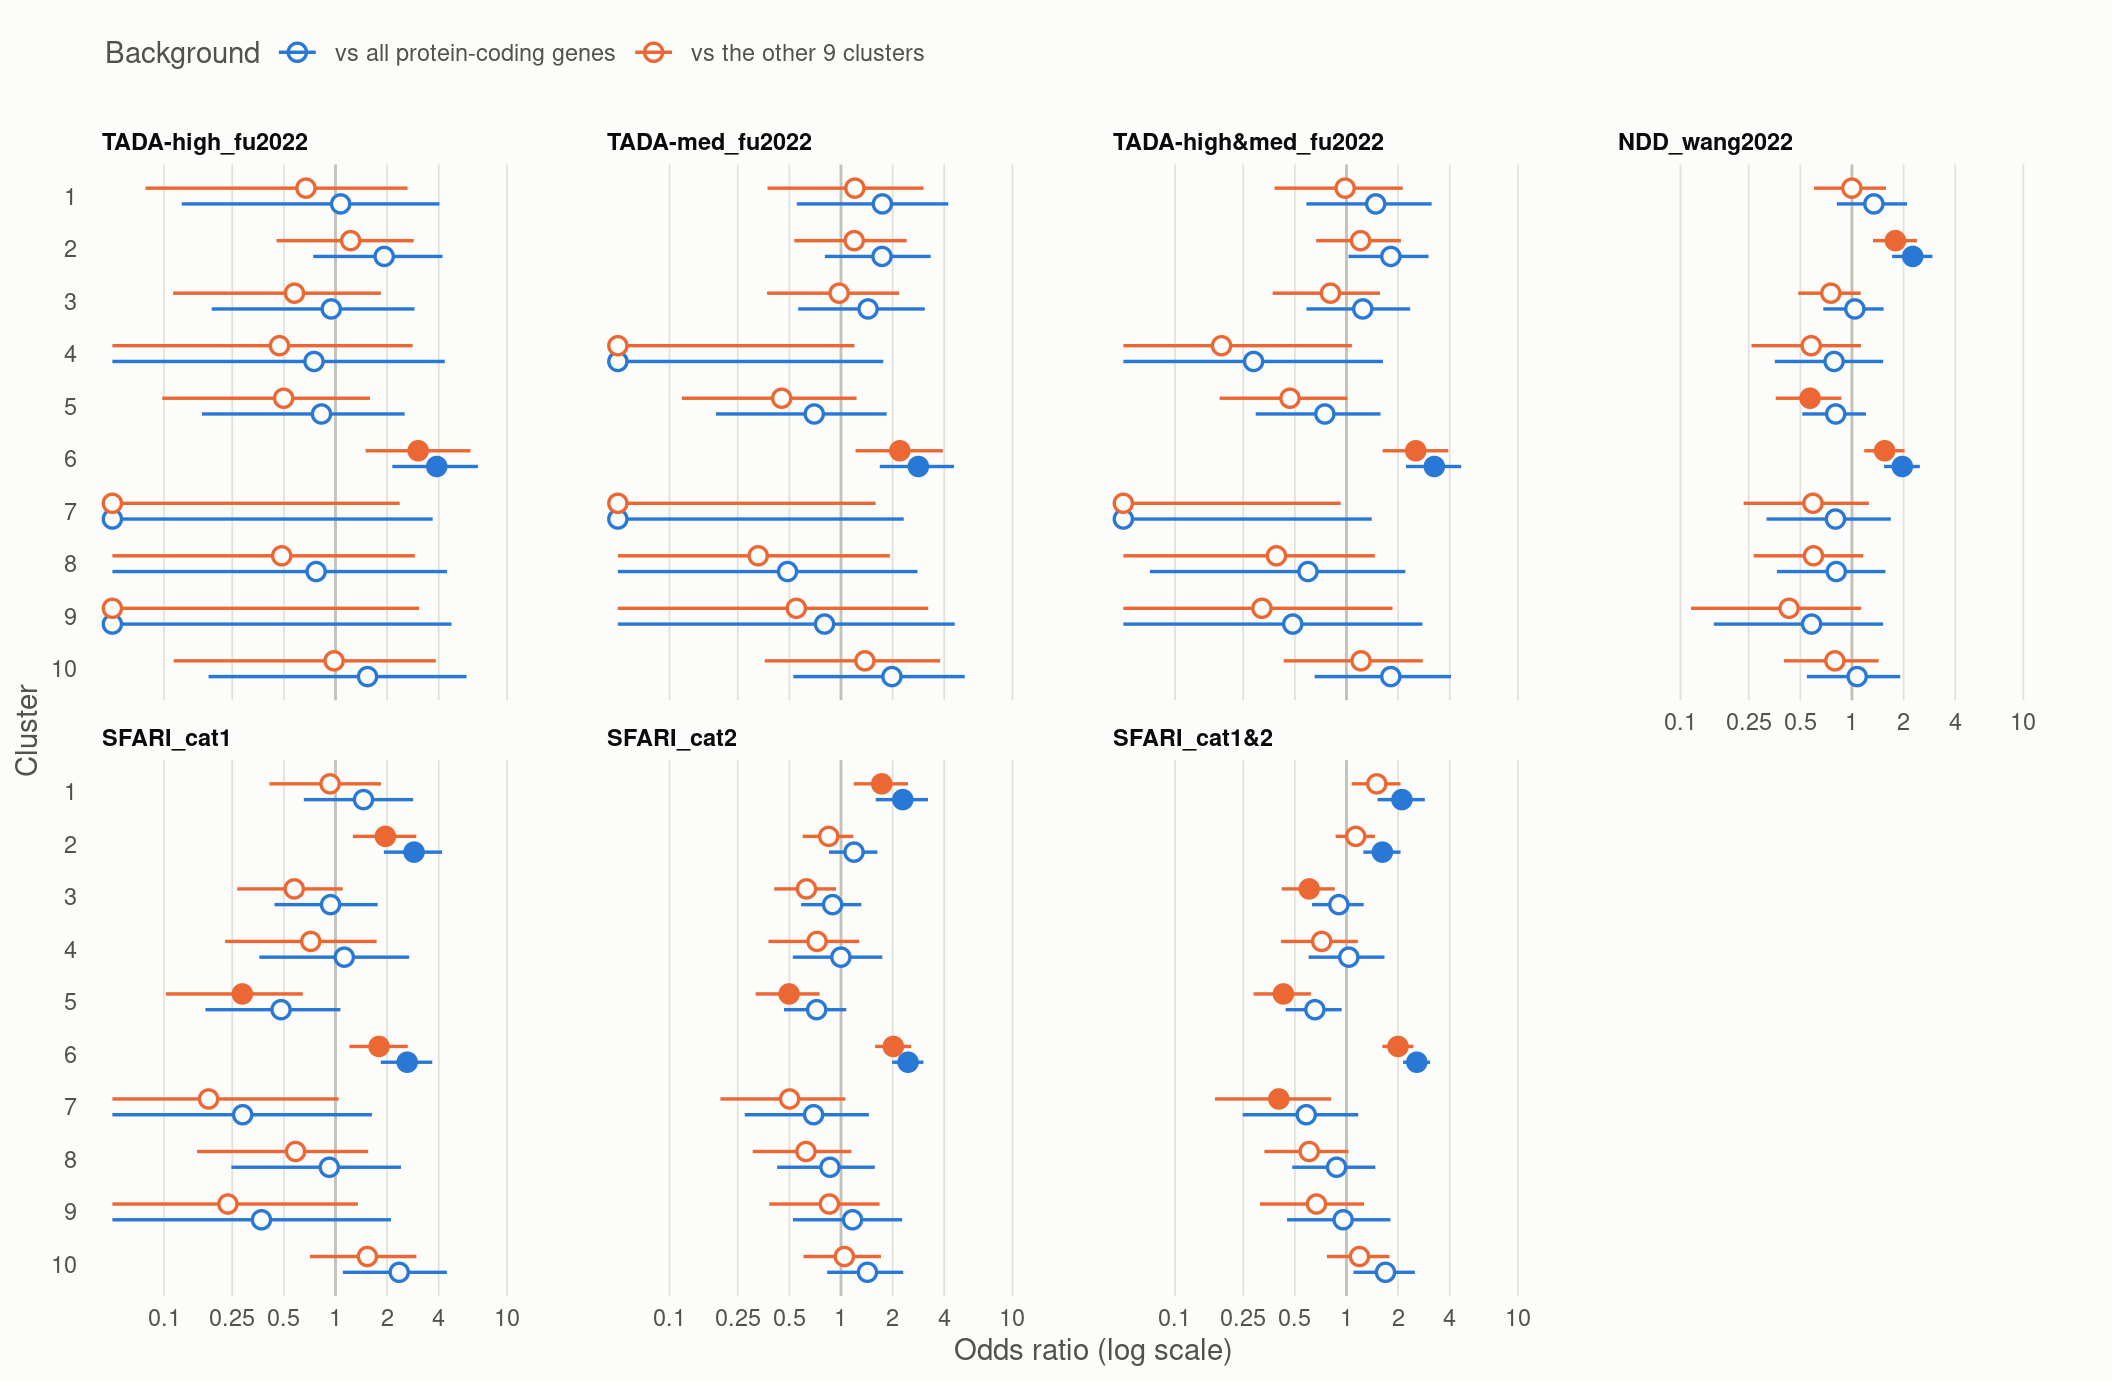 Background vs all protein-coding genes vs the other 9 clusters
TADA-high_fu2022 TADA-med_fu2022 TADA-high&med_fu2022 NDD_wang2022
1
2
3
4
5
6
7
8
9
10
0.1 0.25 0.5 1 2 4 10
Cluster
SFARI_cat1 SFARI_cat2 SFARI_cat1&2
1
2
3
4
5
6
7
8
9
10
0.1 0.25 0.5 1 2 4 10 0.1 0.25 0.5 1 2 4 10 0.1 0.25 0.5 1 2 4 10
Odds ratio (log scale)